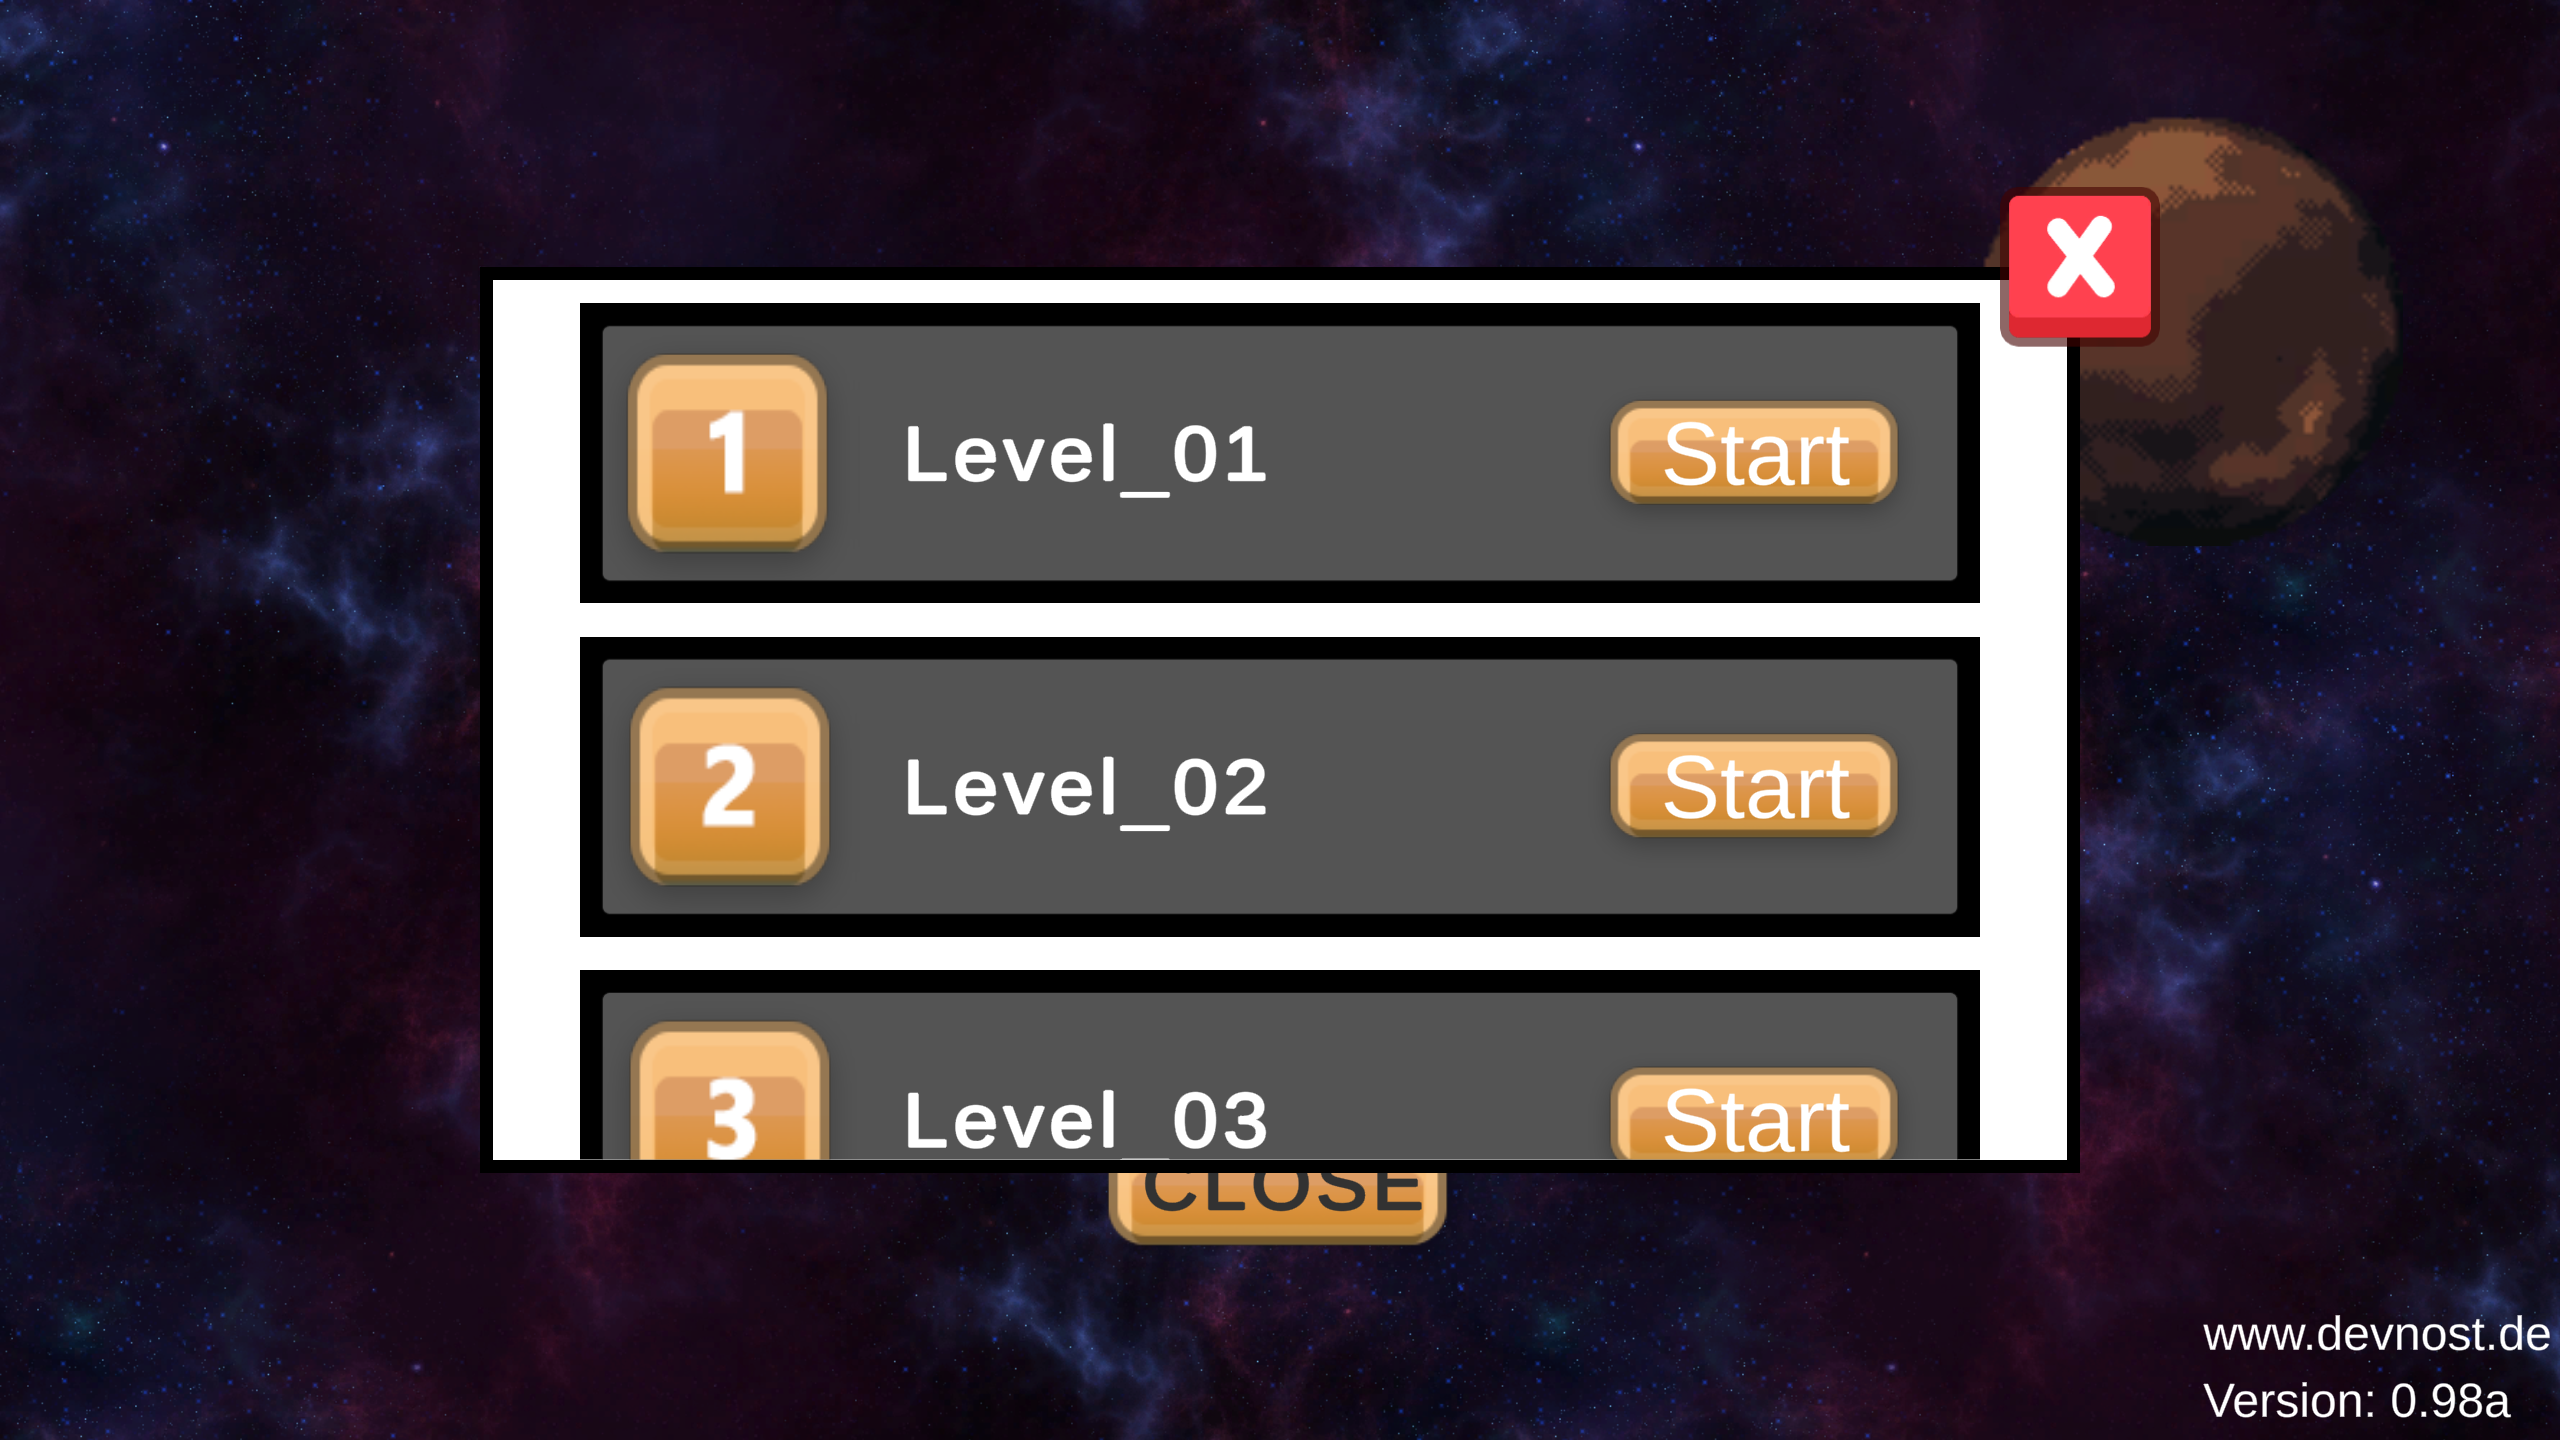 X
1 Level_01 Start
2 Level_02 Start
3 Level_03 Start
CLOSE
www.devnost.de
Version: 0.98a